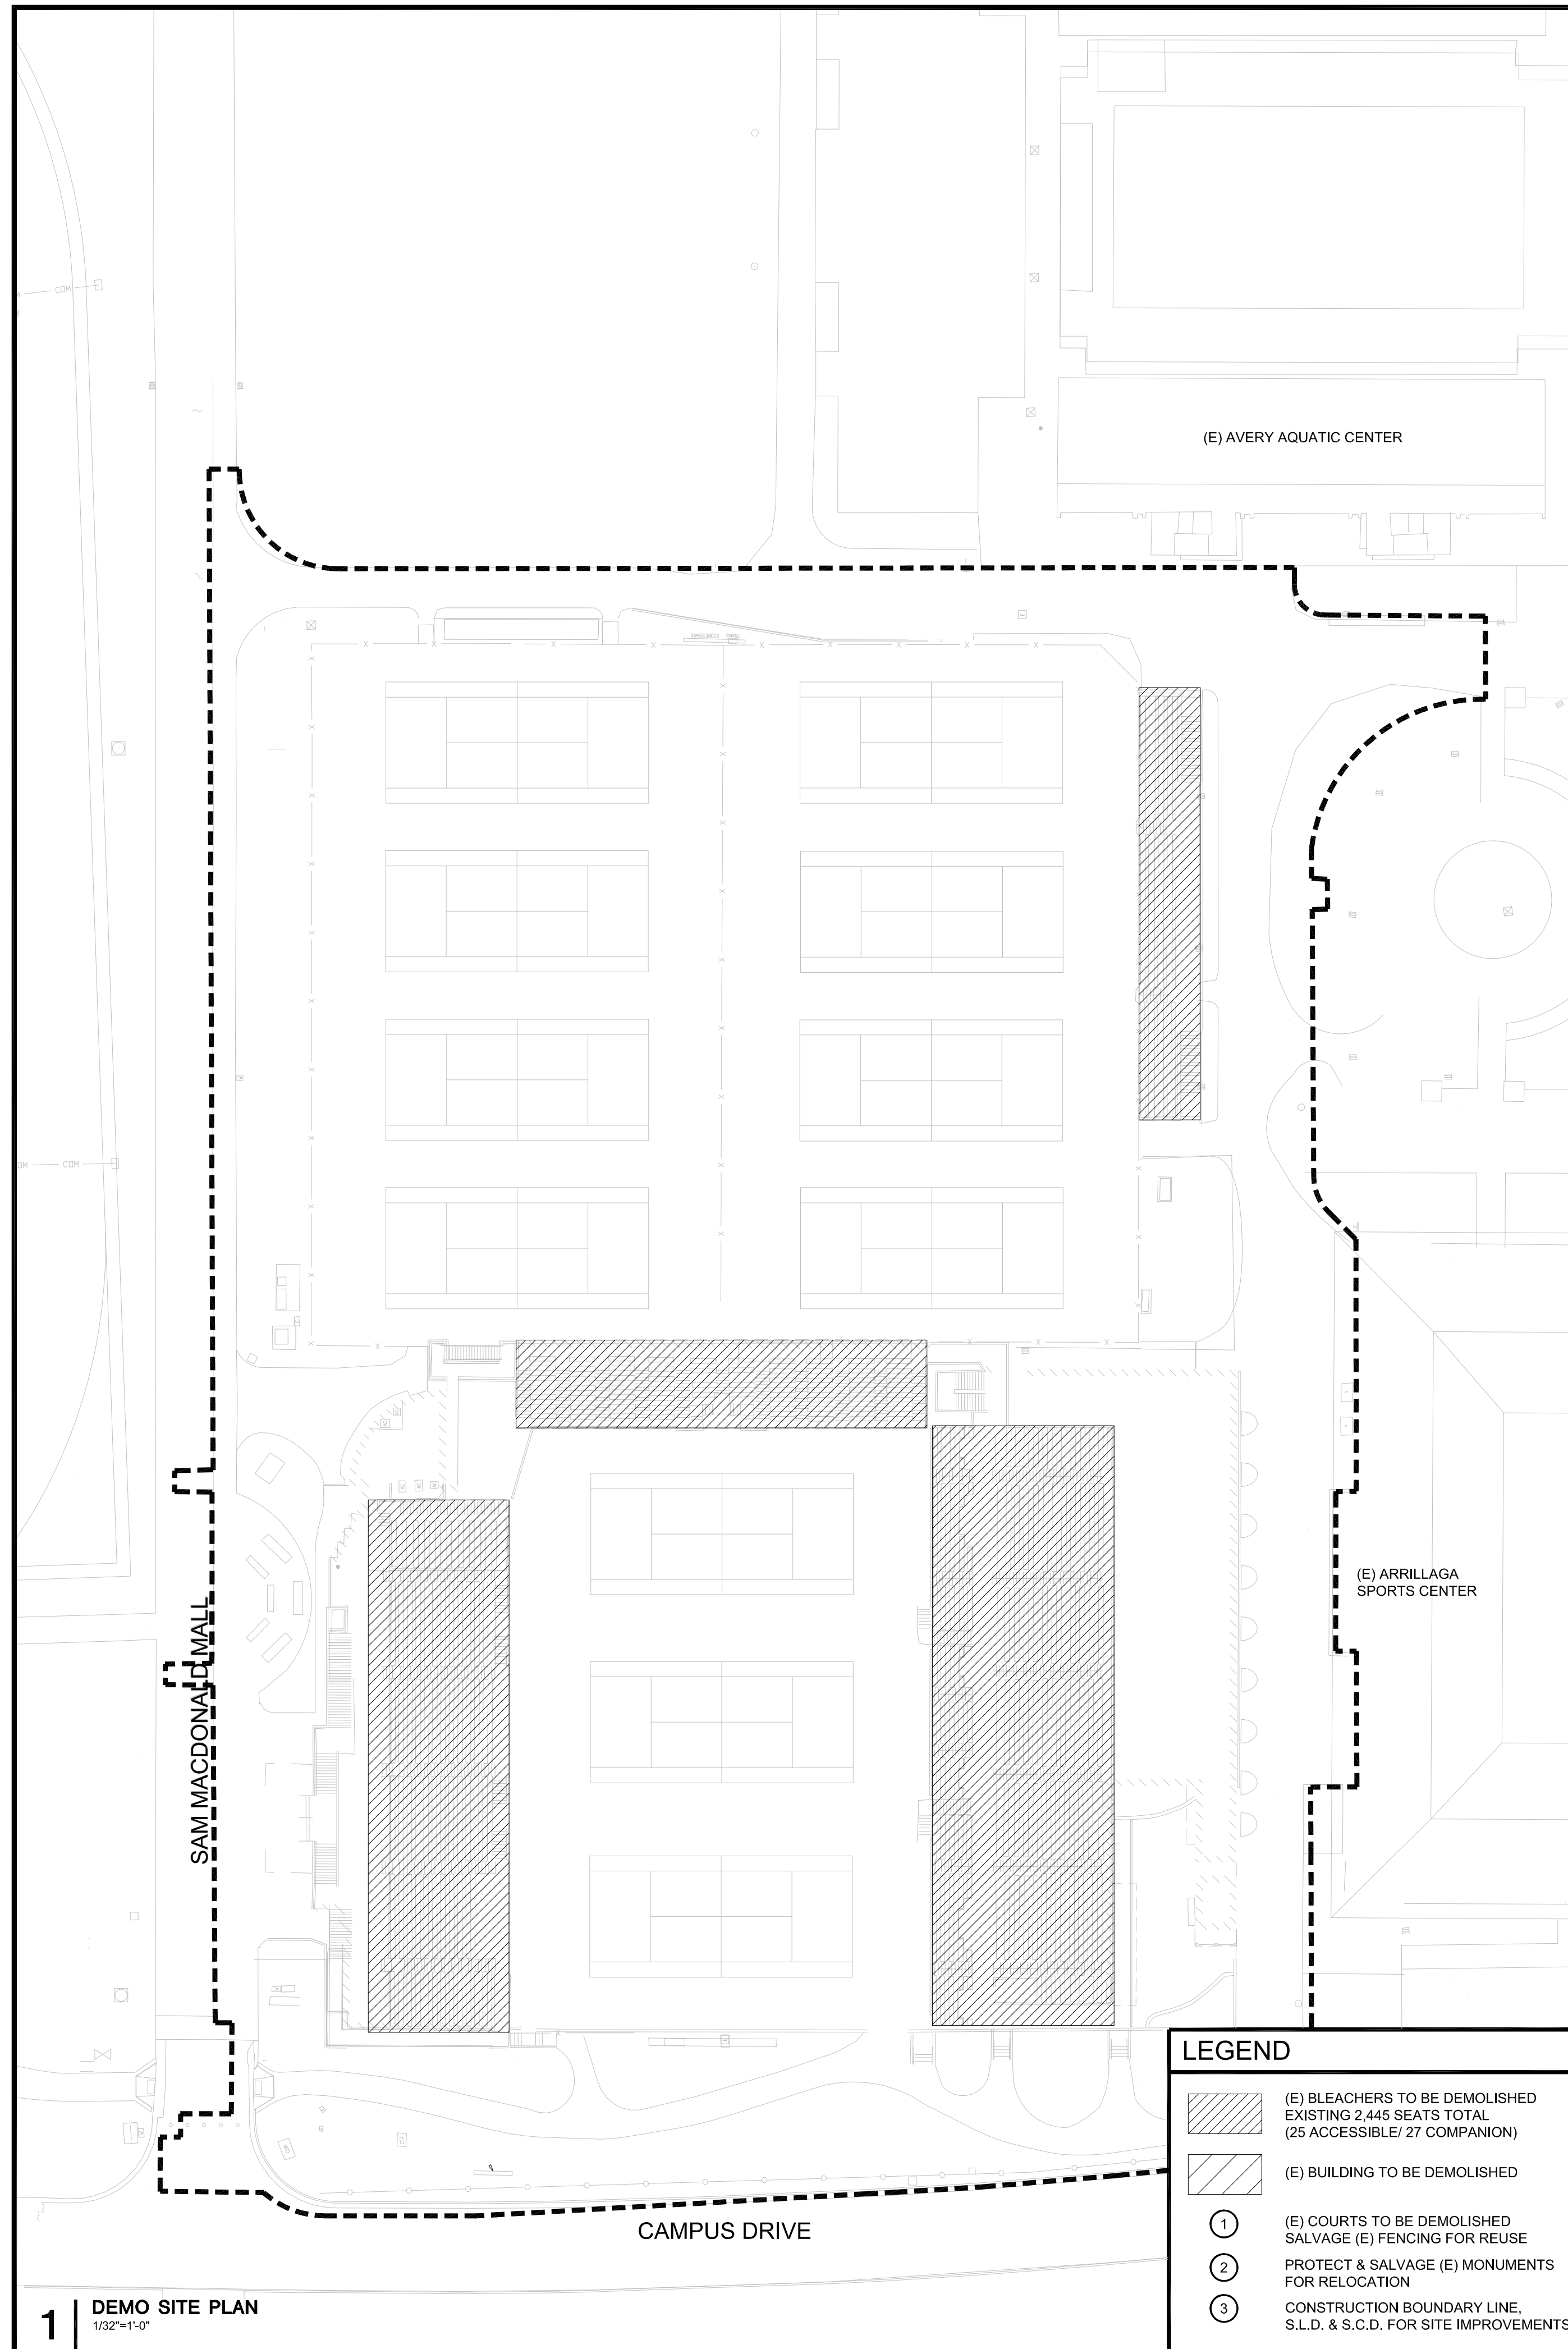 COM
(E) AVERY AQUATIC CENTER
COM
(E) ARRILLAGA
SPORTS CENTER
SAM MACDONALD MALL
CAMPUS DRIVE
LEGEND
(E) BLEACHERS TO BE DEMOLISHED
EXISTING 2,445 SEATS TOTAL
(25 ACCESSIBLE/ 27 COMPANION)
(E) BUILDING TO BE DEMOLISHED
1
(E) COURTS TO BE DEMOLISHED
SALVAGE (E) FENCING FOR REUSE
2
PROTECT & SALVAGE (E) MONUMENTS
FOR RELOCATION
3
CONSTRUCTION BOUNDARY LINE,
S.L.D. & S.C.D. FOR SITE IMPROVEMENTS
1
DEMO SITE PLAN
1/32"=1'-0"